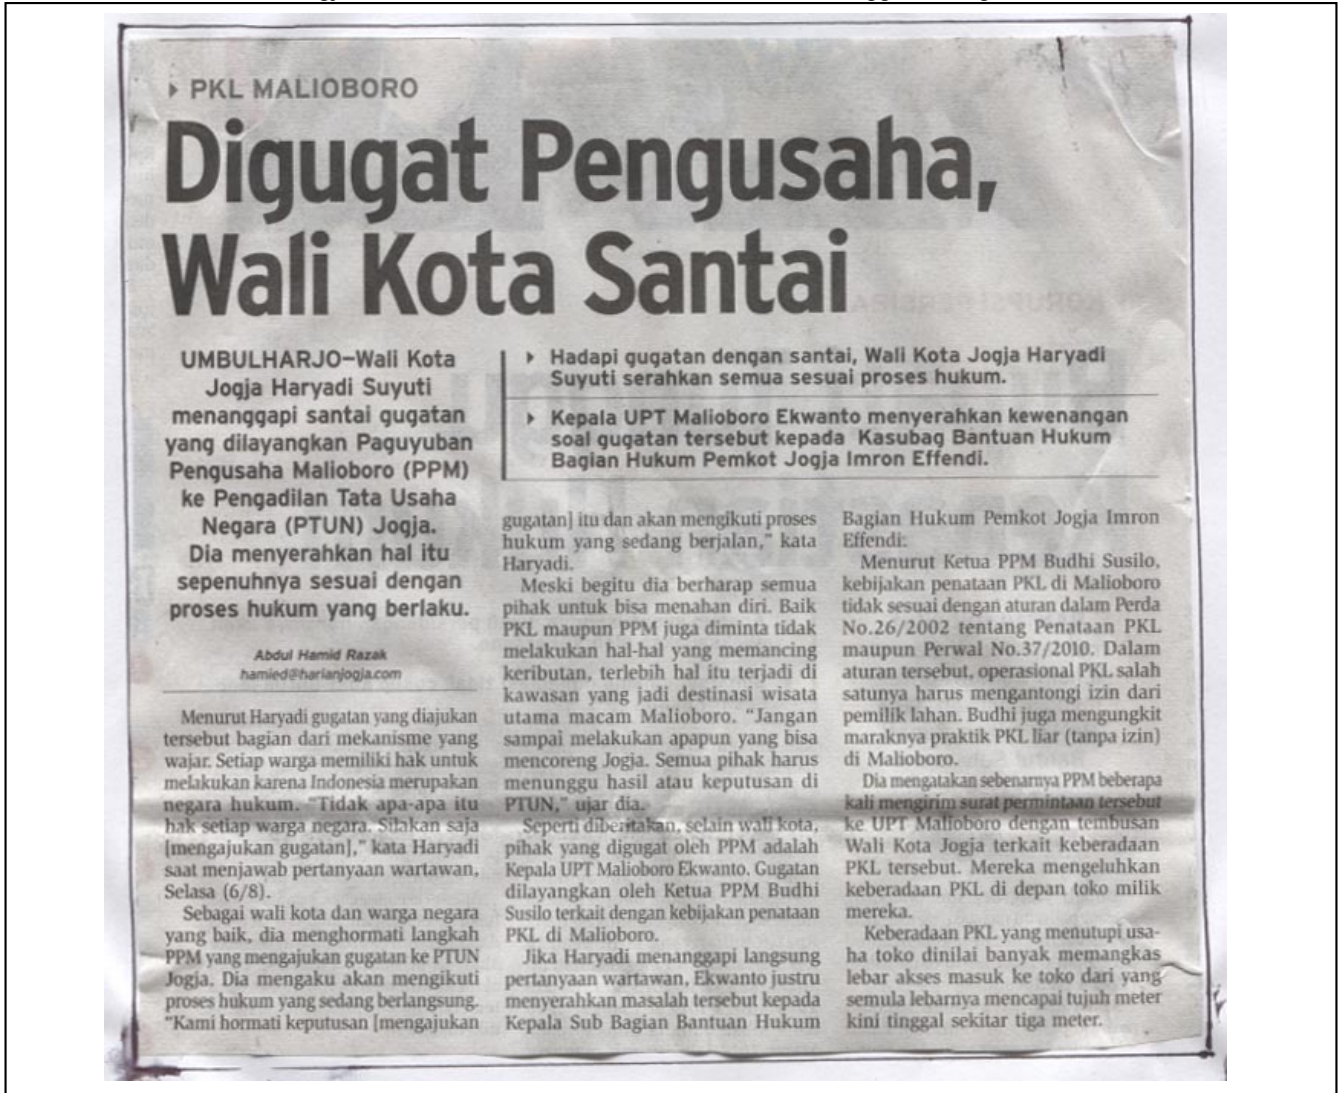 PKL MALIOBORO
Digugat Pengusaha,
Wali Kota Santai
UMBULHARJO–Wali Kota
Jogja Haryadi Suyuti
menanggapi santai gugatan
yang dilayangkan Paguyuban
Pengusaha Malioboro (PPM)
ke Pengadilan Tata Usaha
Negara (PTUN) Jogja.
Dia menyerahkan hal itu
sepenuhnya sesuai dengan
proses hukum yang berlaku.
Abdul Hamid Razak
hamied@harianjogja.com
Hadapi gugatan dengan santai, Wali Kota Jogja Haryadi
Suyuti serahkan semua sesuai proses hukum.
Kepala UPT Malioboro Ekwanto menyerahkan kewenangan
soal gugatan tersebut kepada Kasubag Bantuan Hukum
Bagian Hukum Pemkot Jogja Imron Effendi.
Menurut Haryadi gugatan yang diajukan
tersebut bagian dari mekanisme yang
wajar. Setiap warga memiliki hak untuk
melakukan karena Indonesia merupakan
negara hukum. "Tidak apa-apa itu
hak setiap warga negara. Silakan saja
[mengajukan gugatan]," kata Haryadi
saat menjawab pertanyaan wartawan,
Selasa (6/8).
Sebagai wali kota dan warga negara
yang baik, dia menghormati langkah
PPM yang mengajukan gugatan ke PTUN
Jogja. Dia mengaku akan mengikuti
proses hukum yang sedang berlangsung.
"Kami hormati keputusan [mengajukan
gugatan] itu dan akan mengikuti proses
hukum yang sedang berjalan," kata
Haryadi.
Meski begitu dia berharap semua
pihak untuk bisa menahan diri. Baik
PKL maupun PPM juga diminta tidak
melakukan hal-hal yang memancing
keributan, terlebih hal itu terjadi di
kawasan yang jadi destinasi wisata
utama macam Malioboro. "Jangan
sampai melakukan apapun yang bisa
mencoreng Jogja. Semua pihak harus
menunggu hasil atau keputusan di
PTUN," ujar dia.
Seperti diberitakan, selain wali kota,
pihak yang digugat oleh PPM adalah
Kepala UPT Malioboro Ekwanto. Gugatan
dilayangkan oleh Ketua PPM Budhi
Susilo terkait dengan kebijakan penataan
PKL di Malioboro.
Jika Haryadi menanggapi langsung
pertanyaan wartawan, Ekwanto justru
menyerahkan masalah tersebut kepada
Kepala Sub Bagian Bantuan Hukum
Bagian Hukum Pemkot Jogja Imron
Effendi.
Menurut Ketua PPM Budhi Susilo,
kebijakan penataan PKL di Malioboro
tidak sesuai dengan aturan dalam Perda
No.26/2002 tentang Penataan PKL
maupun Perwal No.37/2010. Dalam
aturan tersebut, operasional PKL salah
satunya harus mengantongi izin dari
pemilik lahan. Budhi juga mengungkit
maraknya praktik PKL liar (tanpa izin)
di Malioboro.
Dia mengatakan sebenarnya PPM beberapa
kali mengirim surat permintaan tersebut
ke UPT Malioboro dengan tembusan
Wali Kota Jogja terkait keberadaan
PKL tersebut. Mereka mengeluhkan
keberadaan PKL di depan toko milik
mereka.
Keberadaan PKL yang menutupi usa-
ha toko dinilai banyak memangkas
lebar akses masuk ke toko dari yang
semula lebarnya mencapai tujuh meter
kini tinggal sekitar tiga meter.